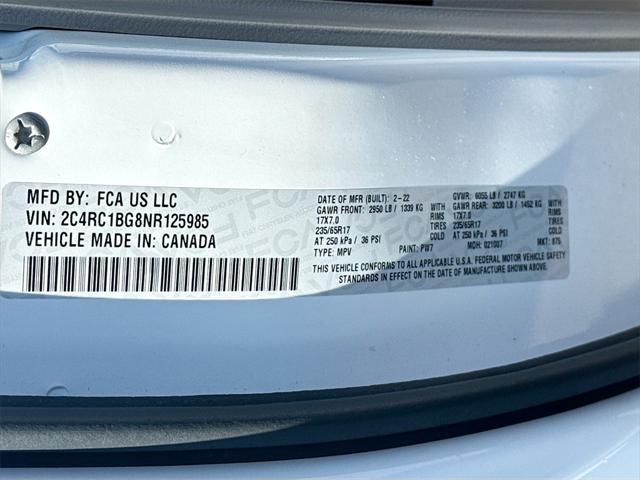 MFD BY: FCA US LLC
VIN: 2C4RC1BG8NR125985
VEHICLE MADE IN: CANADA
DATE OF MFR (BUILT): 2-22 GVWR: 6055 LB / 2747 KG
GAWR FRONT: 2950 LB / 1339 KG GAWR REAR: 3200 LB / 1452 KG
17X7.0 RIMS 17X7.0 RIMS
235/65R17 TIRES 235/65R17 TIRES
AT 250 kPa / 36 PSI COLD AT 250 kPa / 36 PSI COLD
TYPE: MPV PAINT: PW7 MDH: 021007 MKT: 875
THIS VEHICLE CONFORMS TO ALL APPLICABLE U.S.A. FEDERAL MOTOR VEHICLE SAFETY
STANDARDS IN EFFECT ON THE DATE OF MANUFACTURE SHOWN ABOVE.